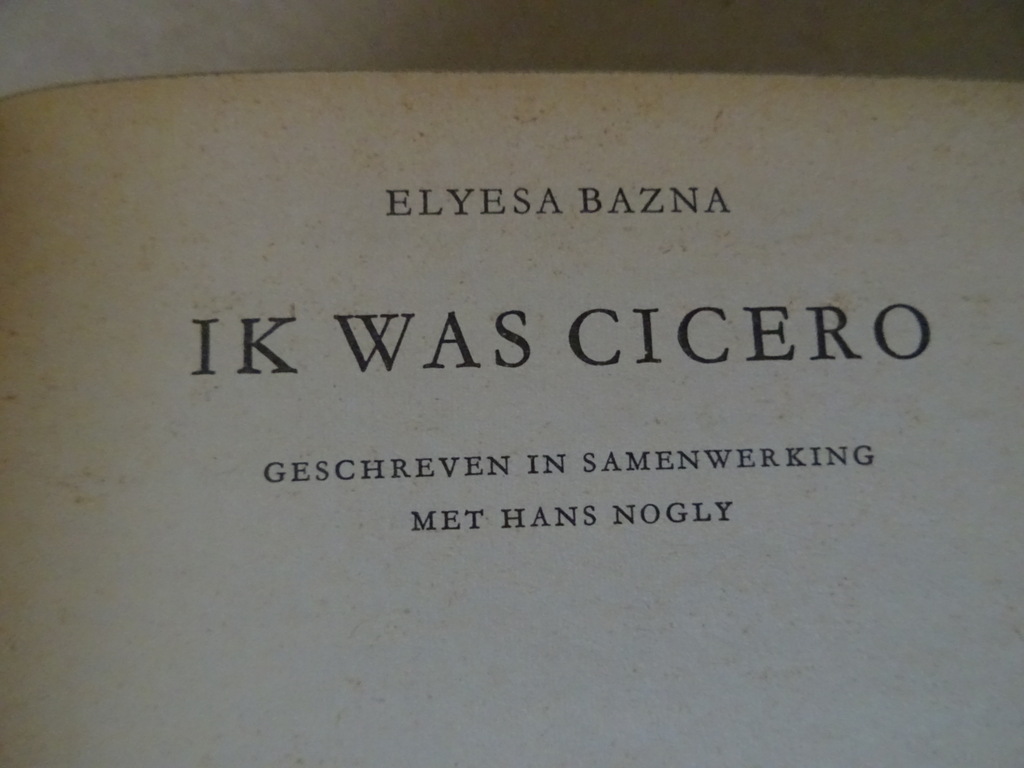 ELYESA BAZNA
IK WAS CICERO
GESCHREVEN IN SAMENWERKING
MET HANS NOGLY